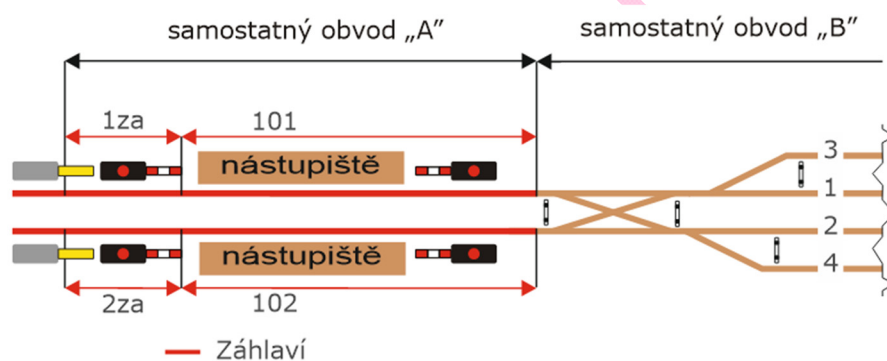 samostatný obvod „A” samostatný obvod „B”
1za 101
nástupiště 3
1
2
nástupiště 4
2za 102
Záhlaví